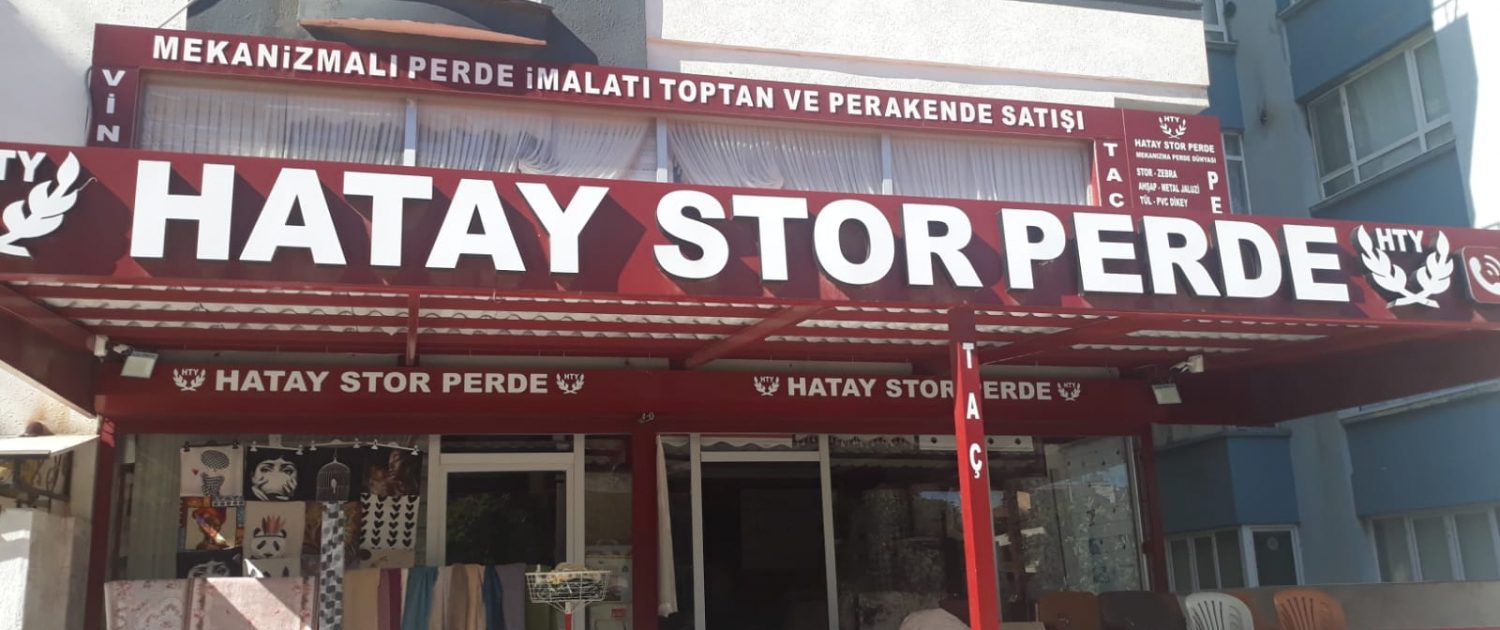 MEKANİZMALI PERDE İMALATI TOPTAN VE PERAKENDE SATIŞI
VİN
TAÇ
HTY
HATAY STOR PERDE
MEKANİZMA PERDE DÜNYASI
STOR - ZEBRA
AHŞAP - METAL JALUZİ
TÜL - PVC DİKEY
PE
HTY HATAY STOR PERDE HTY
HTY HATAY STOR PERDE HTY
HTY HATAY STOR PERDE HTY
TAÇ